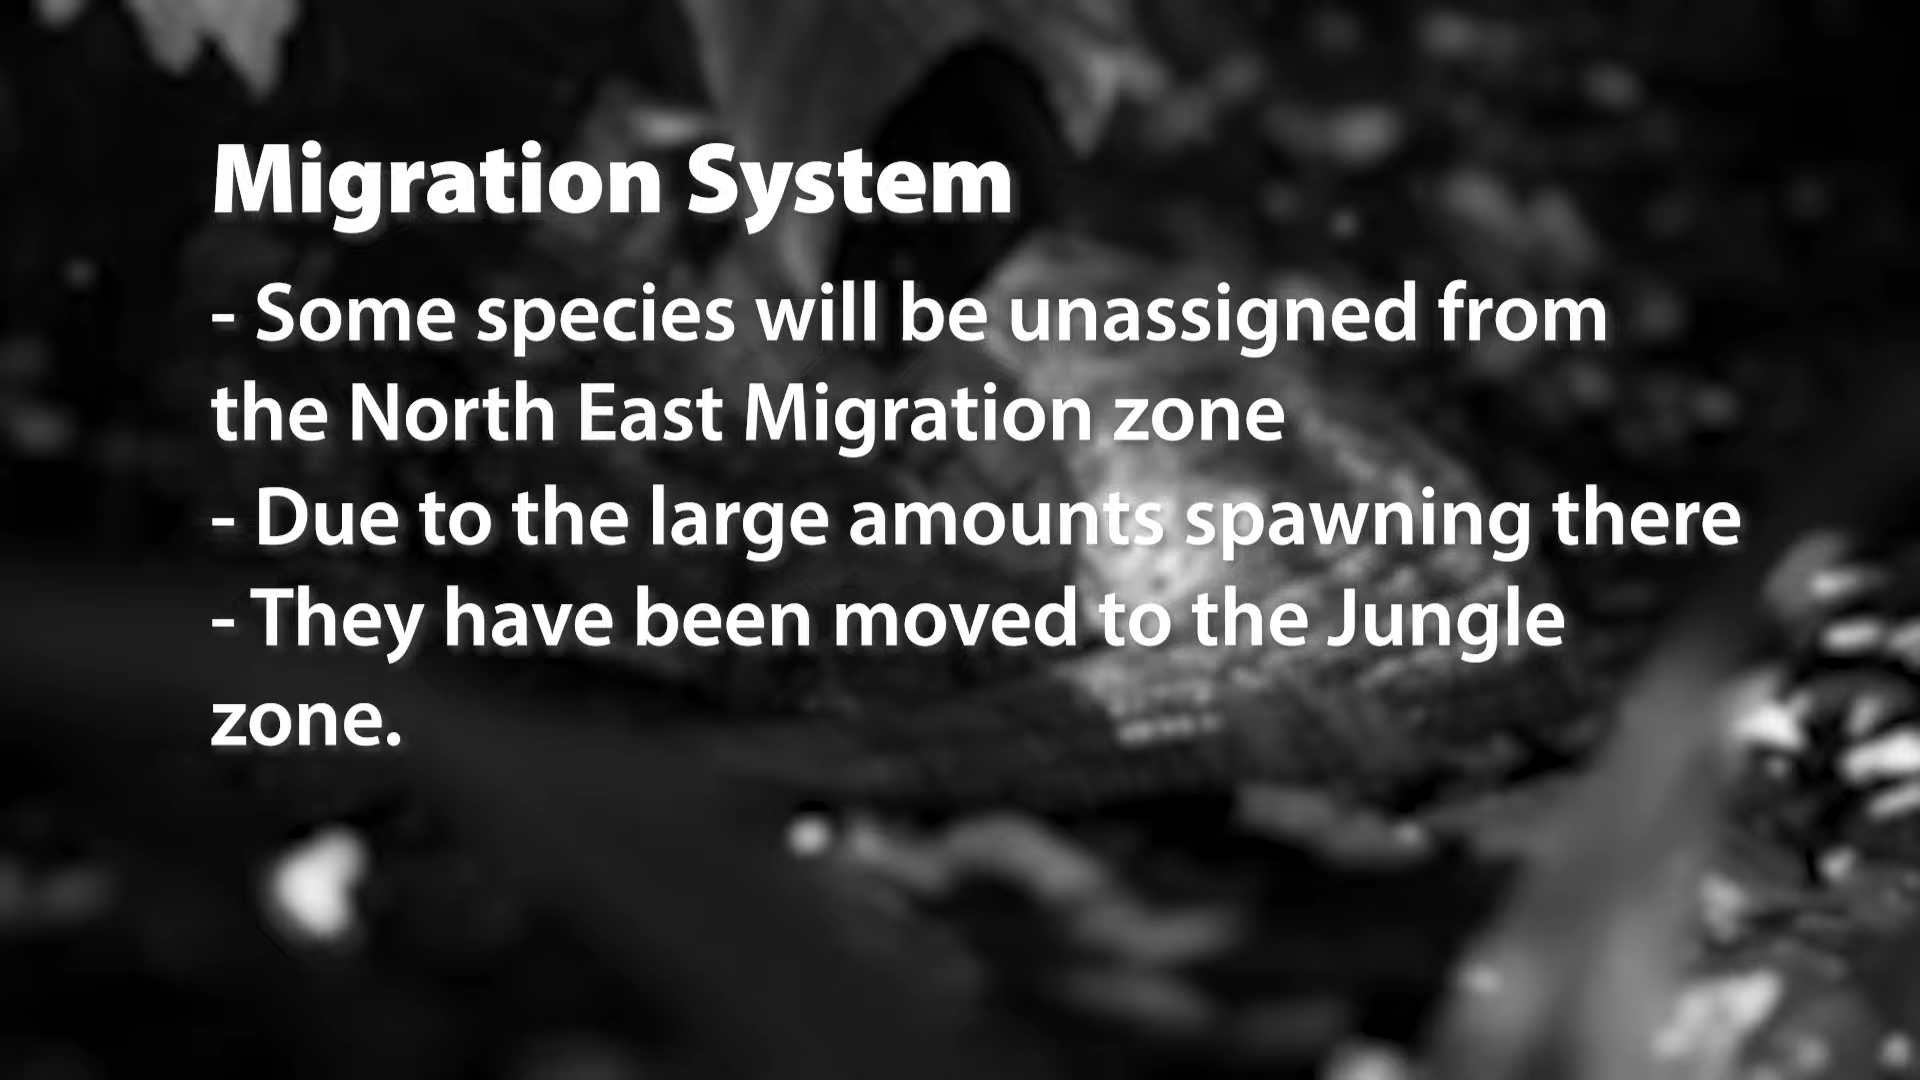 Migration System
- Some species will be unassigned from
the North East Migration zone
- Due to the large amounts spawning there
- They have been moved to the Jungle
zone.